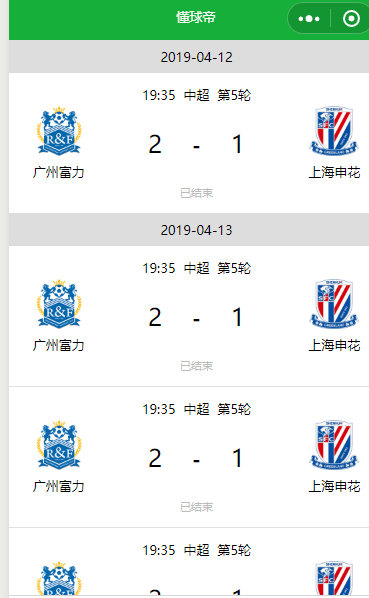 懂球帝
2019-04-12
19:35 中超 第5轮
2 - 1
广州富力 上海申花
已结束
2019-04-13
19:35 中超 第5轮
2 - 1
广州富力 上海申花
已结束
19:35 中超 第5轮
2 - 1
广州富力 上海申花
已结束
19:35 中超 第5轮
2 - 1